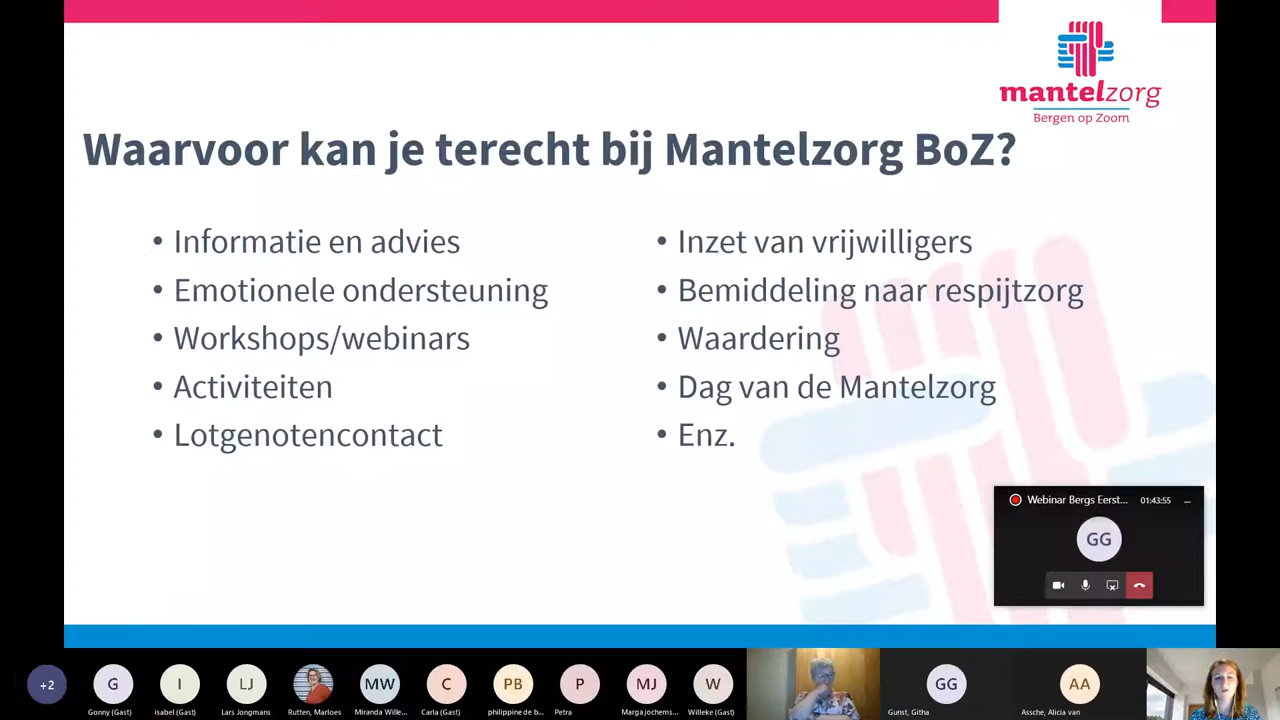 mantelzorg
Bergen op Zoom
Waarvoor kan je terecht bij Mantelzorg BoZ?
• Informatie en advies
• Emotionele ondersteuning
• Workshops/webinars
• Activiteiten
• Lotgenotencontact
• Inzet van vrijwilligers
• Bemiddeling naar respijtzorg
• Waardering
• Dag van de Mantelzorg
• Enz.
Webinar Bergs Eerst... 01:43:55
GG
+2
G
I
LJ
MW
C
PB
P
MJ
W
GG
AA
Gonny (Gast)
isabel (Gast)
Lars Jongmans
Rutten, Marloes
Miranda Wille...
Carla (Gast)
philippine de b...
Petra
Marga jochems...
Willeke (Gast)
Gunst, Githa
Assche, Alicia van